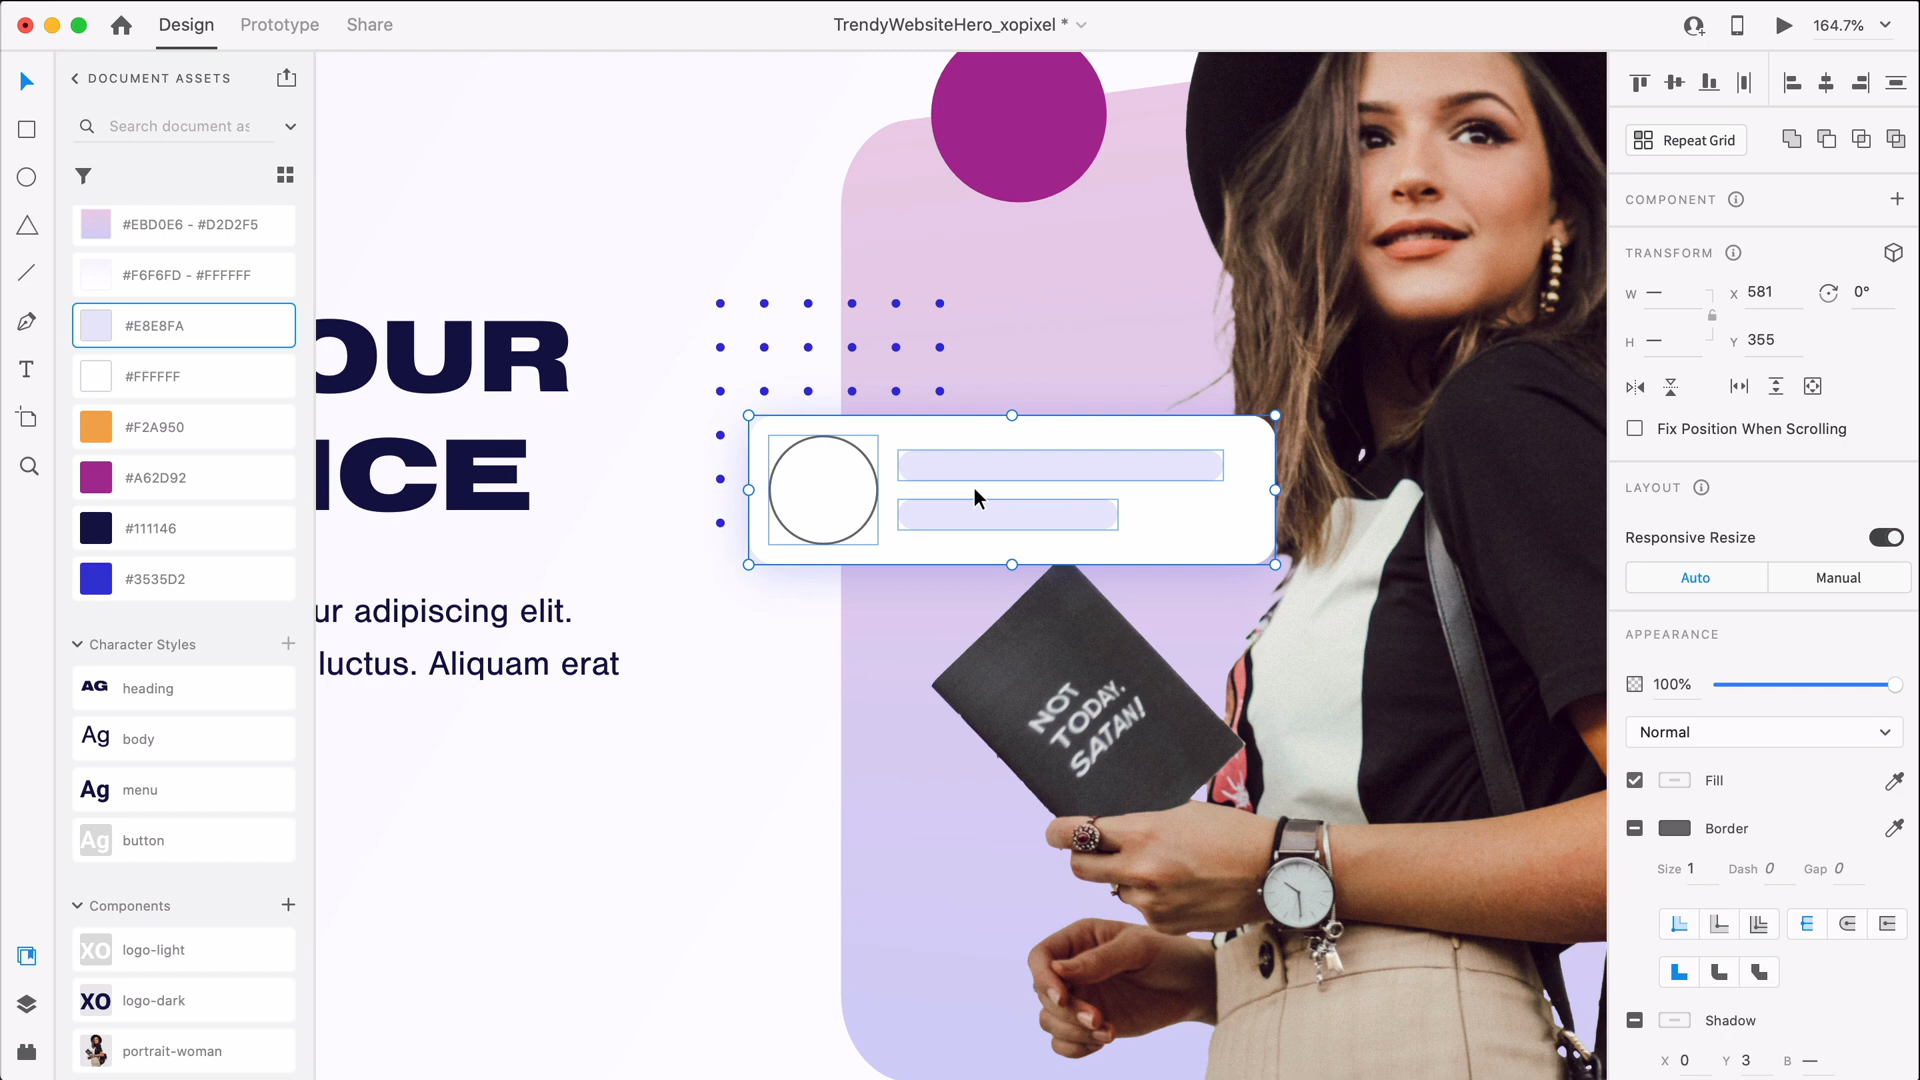 Design
Prototype
Share
TrendyWebsiteHero_xopixel *
164.7%
DOCUMENT ASSETS
Search document as
#EBD0E6 - #D2D2F5
#F6F6FD - #FFFFFF
#E8E8FA
#FFFFFF
#F2A950
#A62D92
#111146
#3535D2
Character Styles
AG heading
Ag body
Ag menu
Ag button
Components
XO logo-light
XO logo-dark
portrait-woman
OUR
ICE
ur adipiscing elit.
luctus. Aliquam erat
NOT
TODAY,
SATAN!
Repeat Grid
COMPONENT
TRANSFORM
W — X 581 0°
H — Y 355
Fix Position When Scrolling
LAYOUT
Responsive Resize
Auto Manual
APPEARANCE
100%
Normal
Fill
Border
Size 1 Dash 0 Gap 0
Shadow
X 0 Y 3 B —